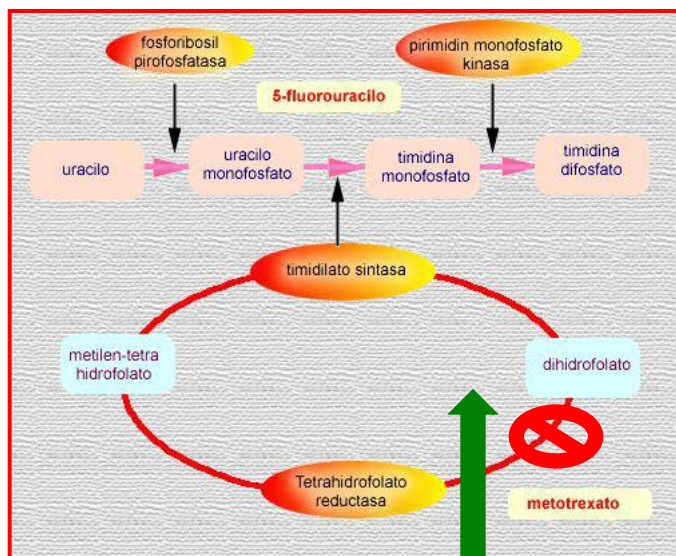 fosforibosil
pirofosfatasa
pirimidin monofosfato
kinasa
5-fluorouracilo
uracilo
uracilo
monofosfato
timidina
monofosfato
timidina
difosfato
timidilato sintasa
metilen-tetra
hidrofolato
dihidrofolato
Tetrahidrofolato
reductasa
metotrexato